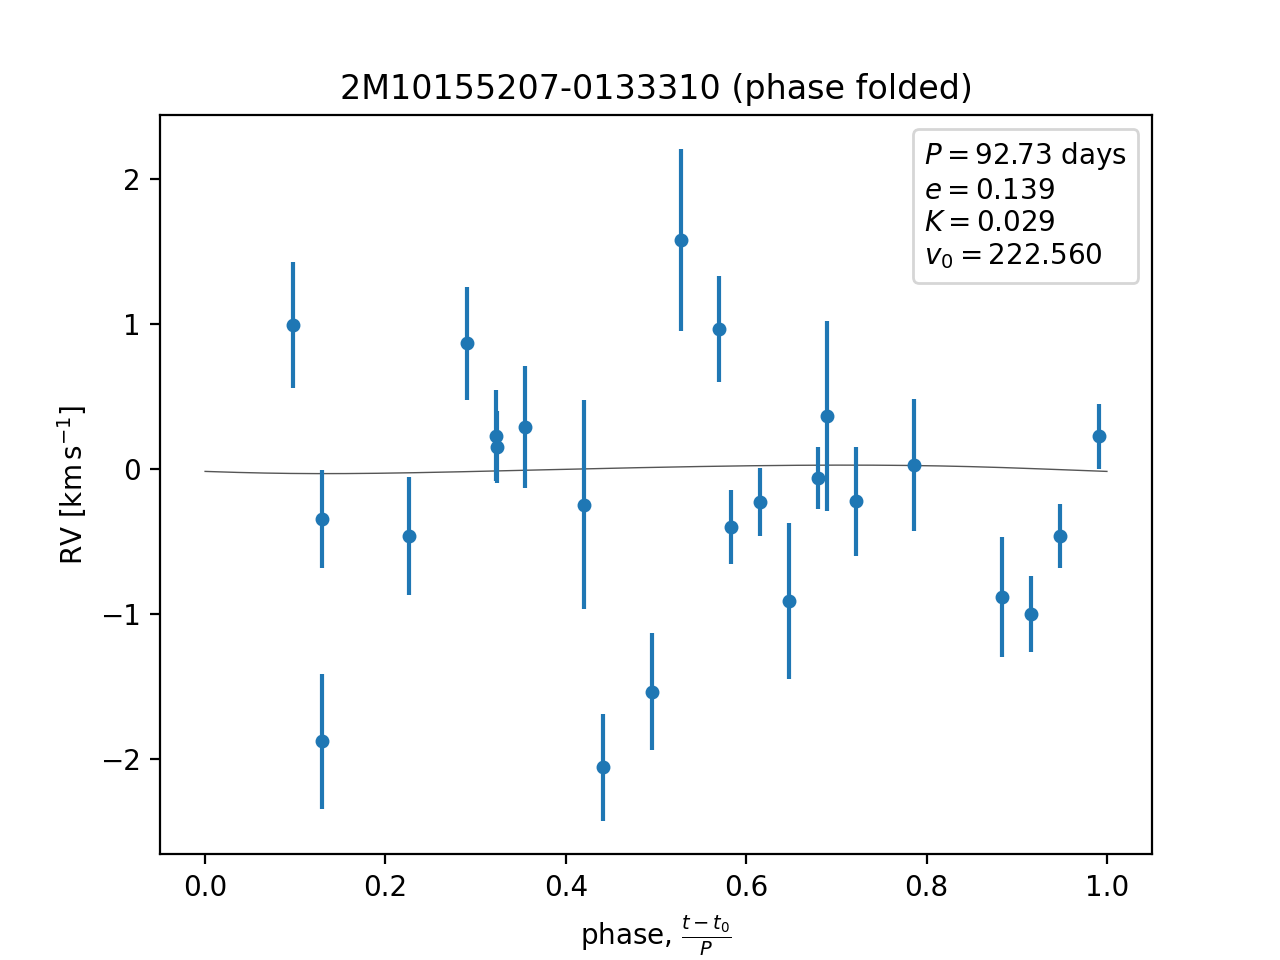 2M10155207-0133310 (phase folded)
P = 92.73 days
e = 0.139
K = 0.029
v₀ = 222.560
RV [km s⁻¹]
2
1
0
−1
−2
0.0 0.2 0.4 0.6 0.8 1.0
phase, (t − t₀)/P